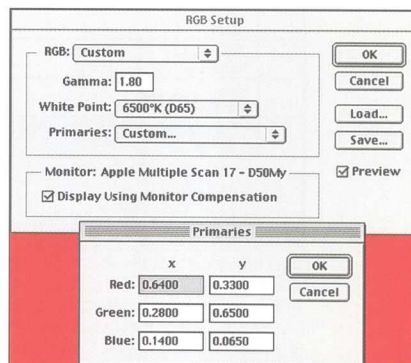 RGB Setup
RGB: Custom
Gamma: 1.80
White Point: 6500°K (D65)
Primaries: Custom...
Monitor: Apple Multiple Scan 17 - D50My
Display Using Monitor Compensation
OK
Cancel
Load...
Save...
Preview
Primaries
x y
Red: 0.6400 0.3300
Green: 0.2800 0.6500
Blue: 0.1400 0.0650
OK
Cancel